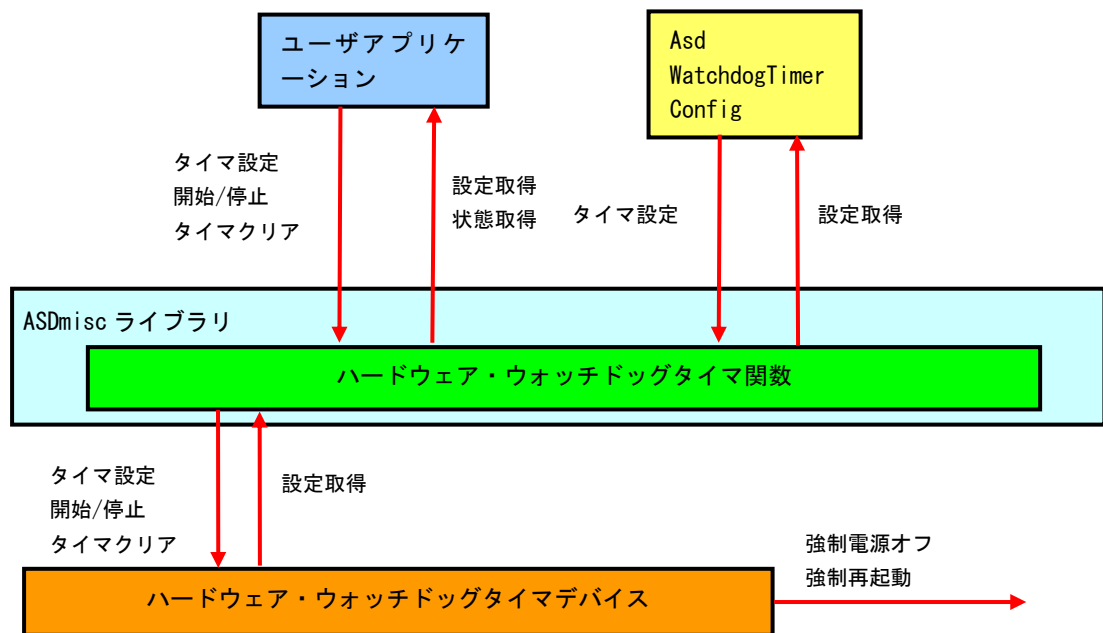 ユーザアプリケ
ーション
Asd
WatchdogTimer
Config
タイマ設定
開始/停止
タイマクリア
設定取得
状態取得
タイマ設定
設定取得
ASDmisc ライブラリ
ハードウェア・ウォッチドッグタイマ関数
タイマ設定
開始/停止
タイマクリア
設定取得
強制電源オフ
強制再起動
ハードウェア・ウォッチドッグタイマデバイス